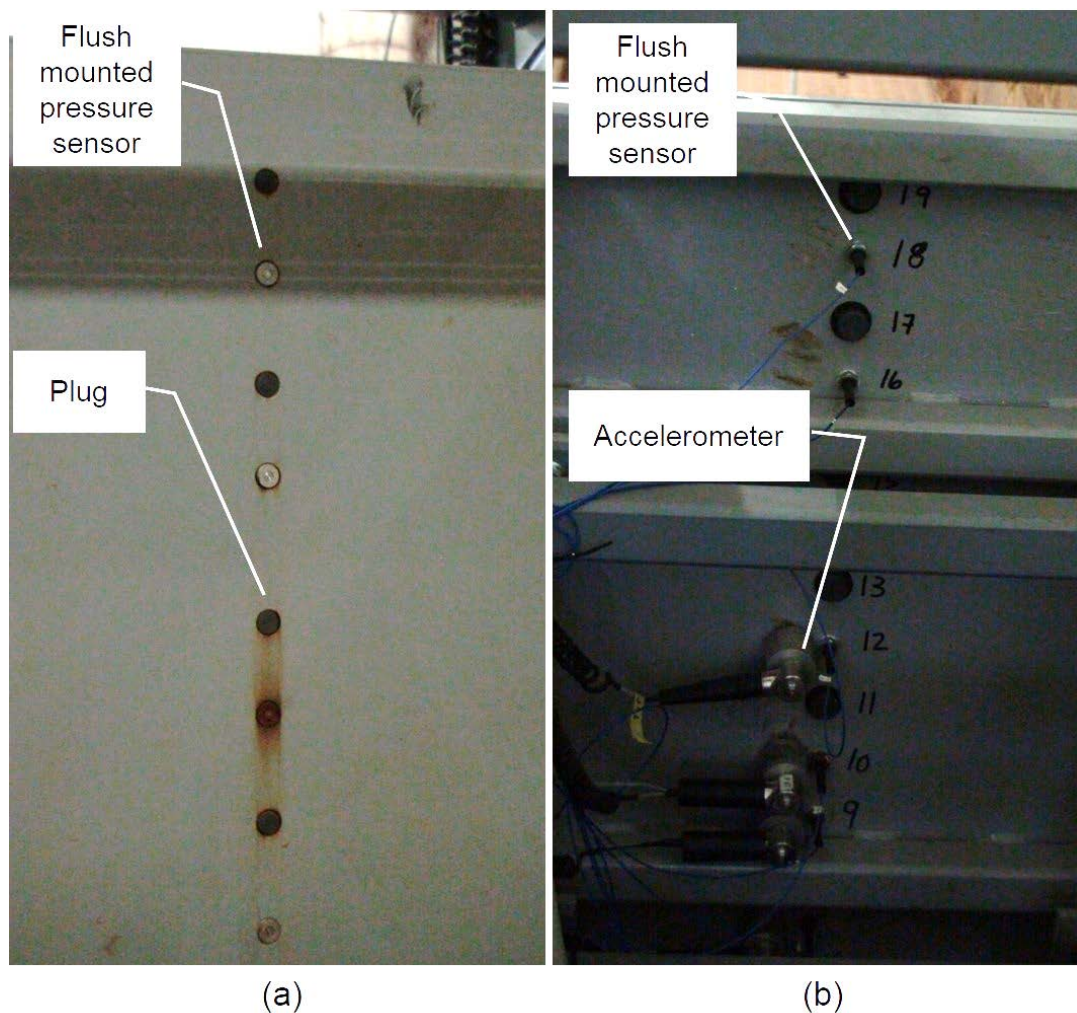 Flush
mounted
pressure
sensor
Plug
(a)
Flush
mounted
pressure
sensor
Accelerometer
19
18
17
16
13
12
11
10
9
(b)